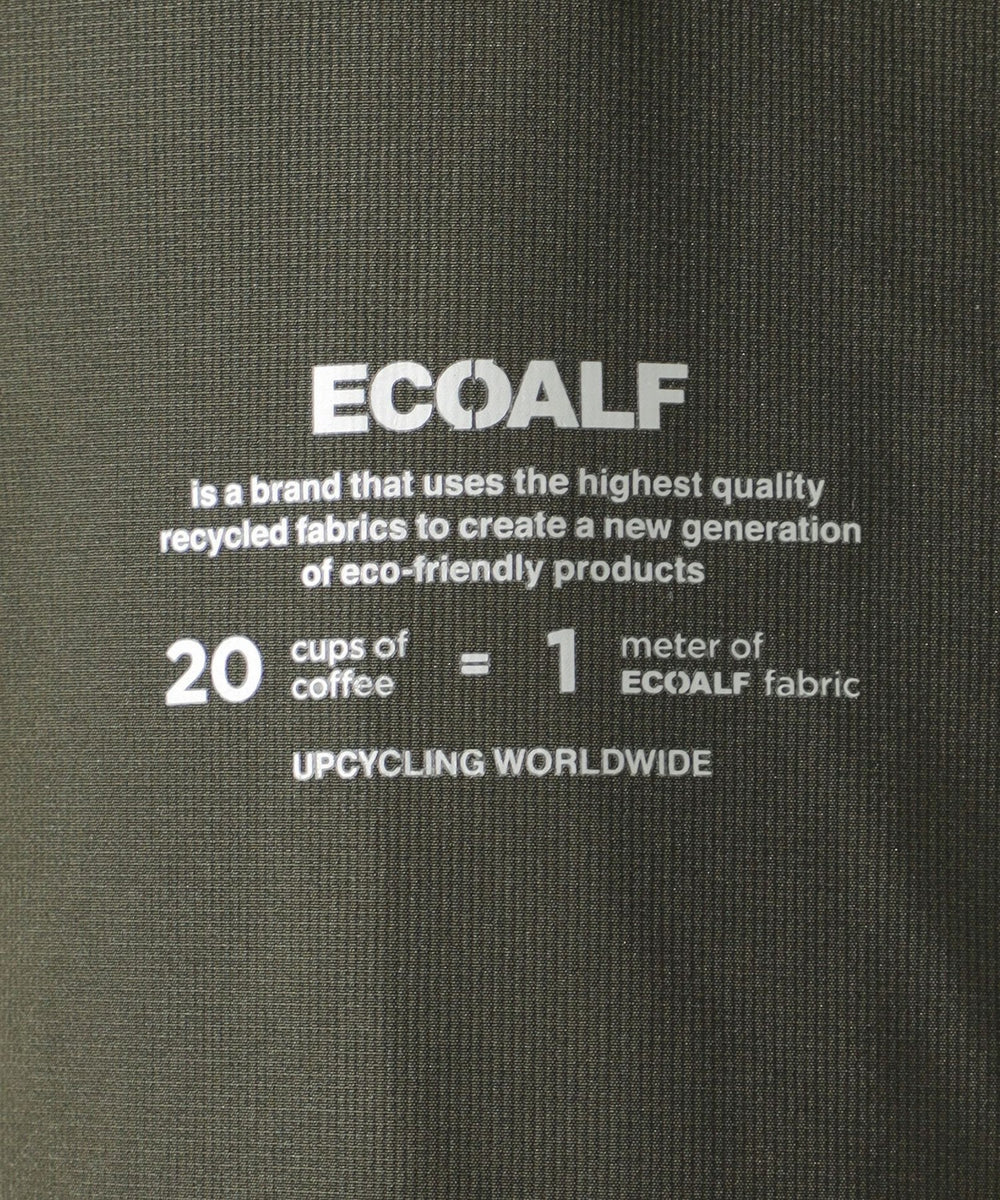 ECOALF
is a brand that uses the highest quality
recycled fabrics to create a new generation
of eco-friendly products
20 cups of coffee = 1 meter of ECOALF fabric
UPCYCLING WORLDWIDE